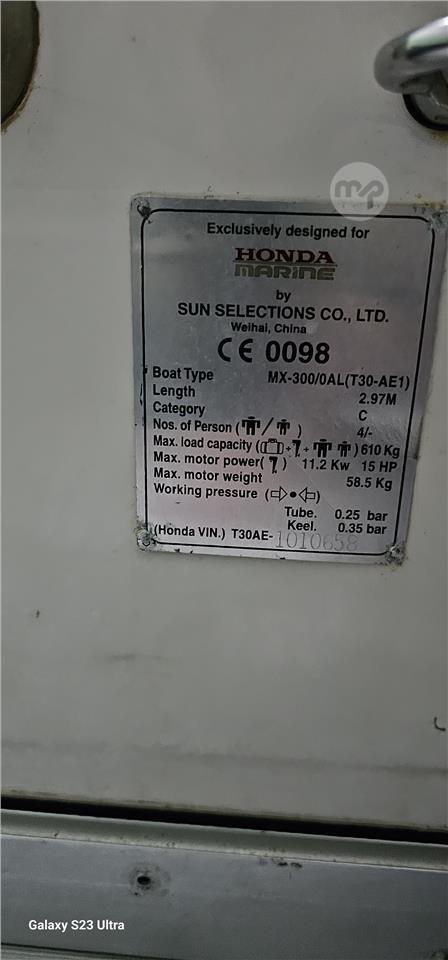 mp
Exclusively designed for
HONDA
MARINE
by
SUN SELECTIONS CO., LTD.
Weihai, China
CE 0098
Boat Type MX-300/0AL(T30-AE1)
Length 2.97M
Category C
Nos. of Person ( / ) 4/-
Max. load capacity ( + + ) 610 Kg
Max. motor power( ) 11.2 Kw 15 HP
Max. motor weight 58.5 Kg
Working pressure ( )
Tube. 0.25 bar
Keel. 0.35 bar
(Honda VIN.) T30AE-1010658
Galaxy S23 Ultra